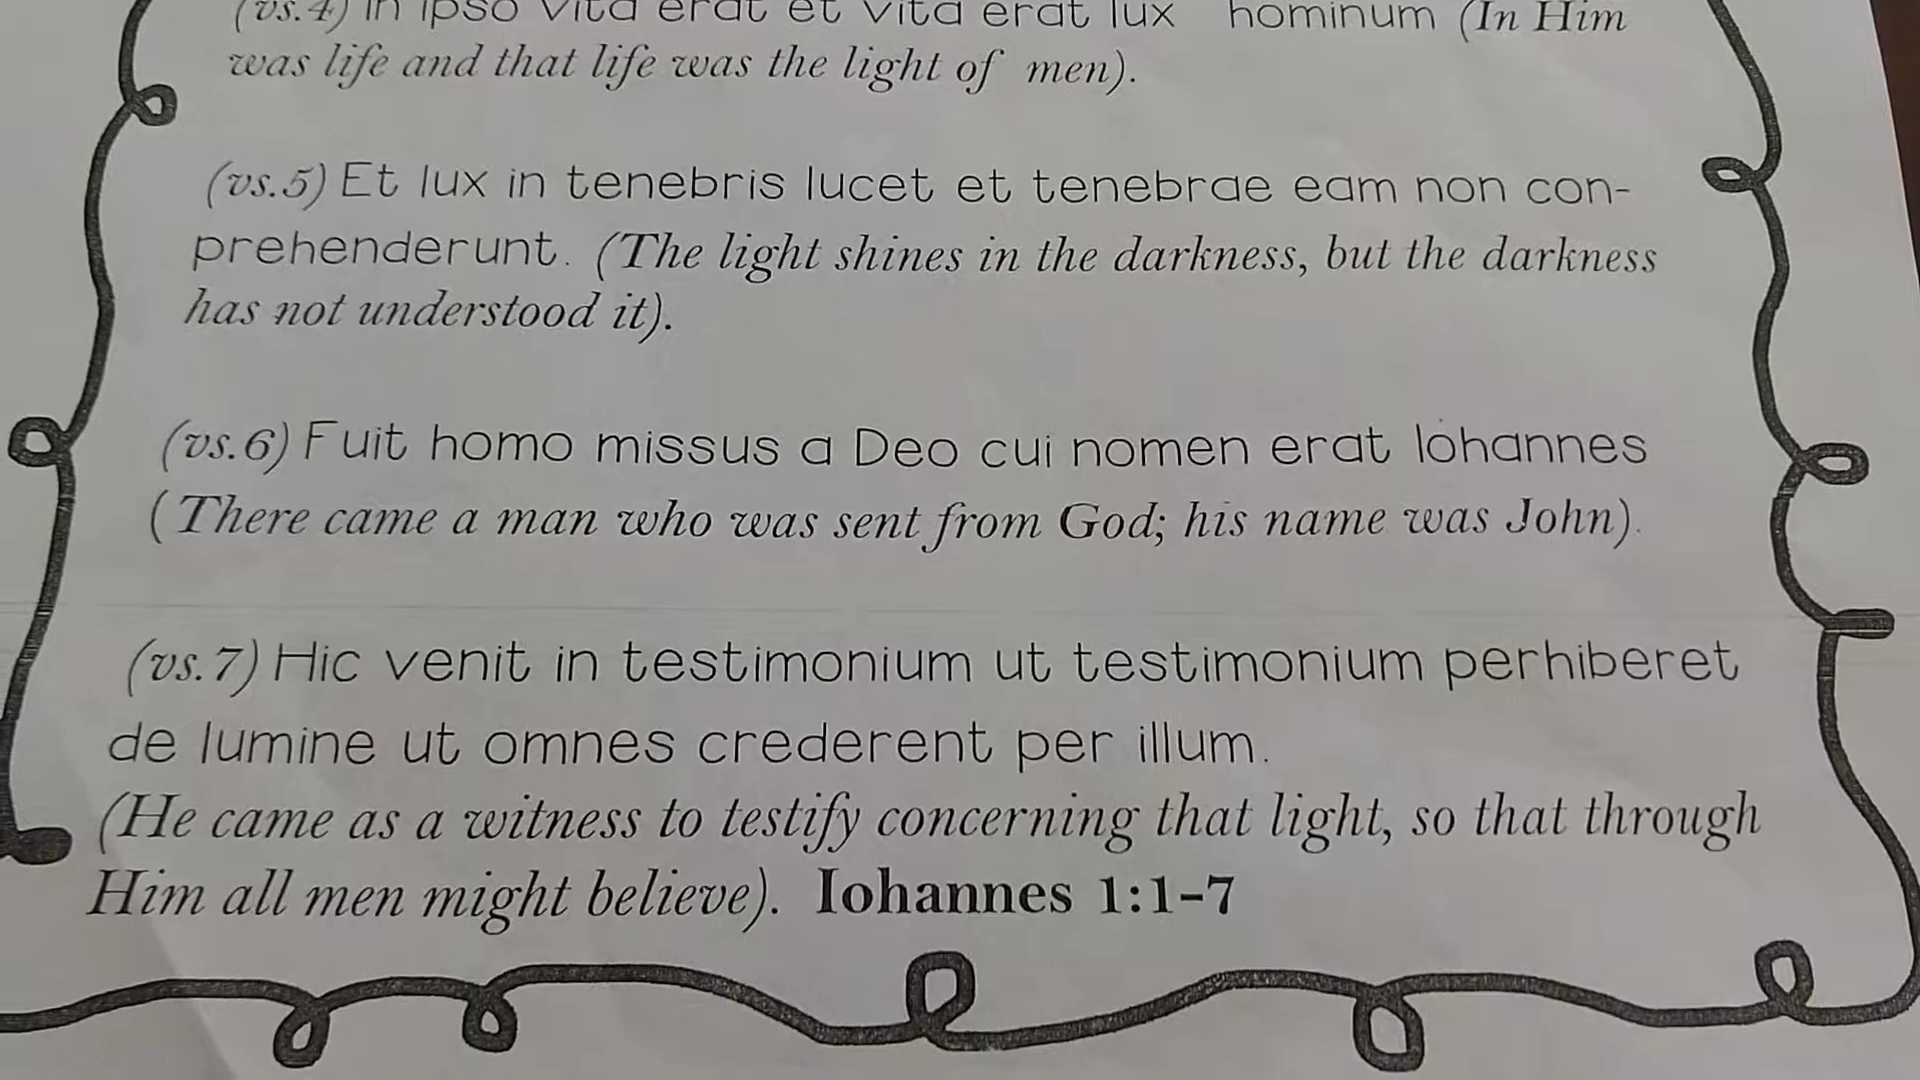 (vs.4) In ipso vita erat et vita erat lux hominum (In Him
was life and that life was the light of men).
(vs.5) Et lux in tenebris lucet et tenebrae eam non con-
prehenderunt. (The light shines in the darkness, but the darkness
has not understood it).
(vs.6) Fuit homo missus a Deo cui nomen erat Iohannes
(There came a man who was sent from God; his name was John).
(vs.7) Hic venit in testimonium ut testimonium perhiberet
de lumine ut omnes crederent per illum.
(He came as a witness to testify concerning that light, so that through
Him all men might believe). Iohannes 1:1-7